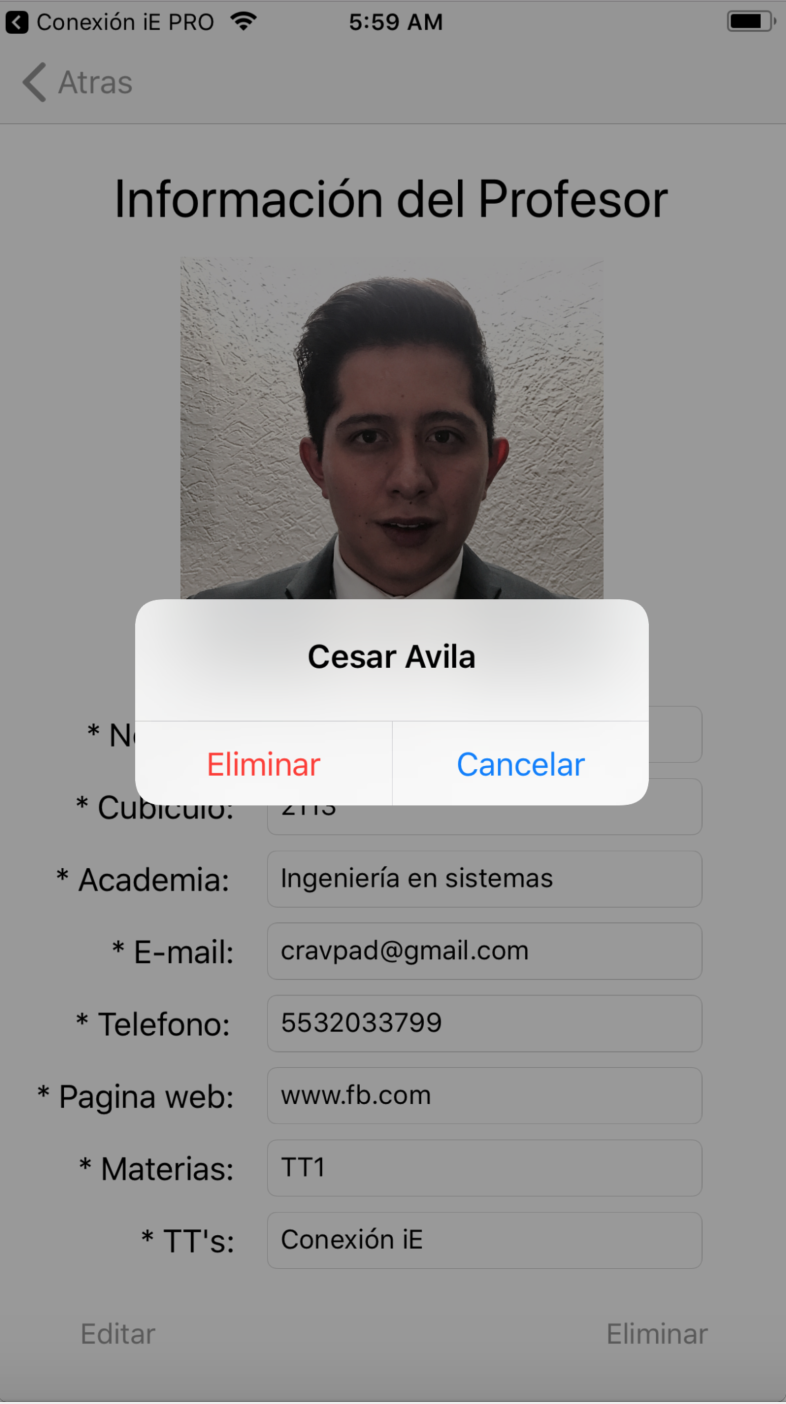 Conexión iE PRO 5:59 AM
Atras
Información del Profesor
Cesar Avila
Eliminar Cancelar
* Cubiculo: 2113
* Academia: Ingeniería en sistemas
* E-mail: cravpad@gmail.com
* Telefono: 5532033799
* Pagina web: www.fb.com
* Materias: TT1
* TT's: Conexión iE
Editar Eliminar